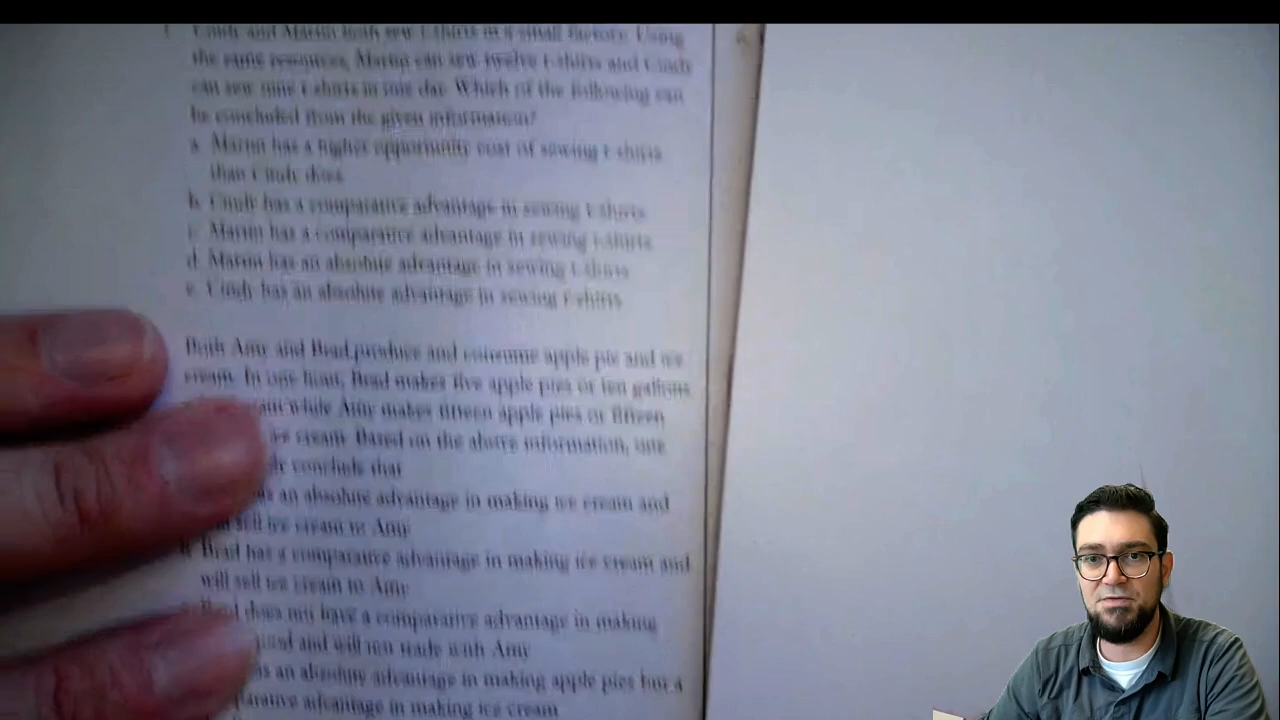 Cindy and Martin both sew t-shirts in a small factory. Using
the same resources, Martin can sew twelve t-shirts and Cindy
can sew nine t-shirts in one day. Which of the following can
be concluded from the given information?
a. Martin has a higher opportunity cost of sewing t-shirts
than Cindy does
b. Cindy has a comparative advantage in sewing t-shirts
c. Martin has a comparative advantage in sewing t-shirts
d. Martin has an absolute advantage in sewing t-shirts
e. Cindy has an absolute advantage in sewing t-shirts
Both Amy and Brad produce and consume apple pie and ice
cream. In one hour, Brad makes five apple pies or ten gallons
while Amy makes fifteen apple pies or fifteen
ice cream. Based on the above information, one
conclude that
an absolute advantage in making ice cream and
sell ice cream to Amy
Brad has a comparative advantage in making ice cream and
will sell ice cream to Amy
does not have a comparative advantage in making
good and will not trade with Amy
an absolute advantage in making apple pies but a
advantage in making ice cream